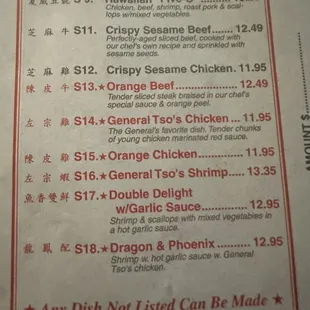 Chicken, beef, shrimp, roast pork & scal-
lops w/mixed vegetables.
芝麻牛 S11. Crispy Sesame Beef....... 12.49
Perfectly-aged sliced beef, cooked with
our chef's own recipe and sprinkled with
sesame seeds.
芝麻雞 S12. Crispy Sesame Chicken. 11.95
陳皮牛 S13.★Orange Beef................... 12.49
Tender sliced steak braised in our chef's
special sauce & orange peel.
左宗雞 S14.★General Tso's Chicken ... 11.95
The General's favorite dish. Tender chunks
of young chicken marinated red sauce.
陳皮雞 S15.★Orange Chicken.............. 11.95
左宗蝦 S16.★General Tso's Shrimp..... 13.35
魚香雙鮮 S17.★Double Delight
w/Garlic Sauce............... 12.95
Shrimp & scallops with mixed vegetables in
a hot garlic sauce.
龍鳳配 S18.★Dragon & Phoenix.......... 12.95
Shrimp w. hot garlic sauce w. General
Tso's chicken.
★ Any Dish Not Listed Can Be Made ★
AMOUNT $